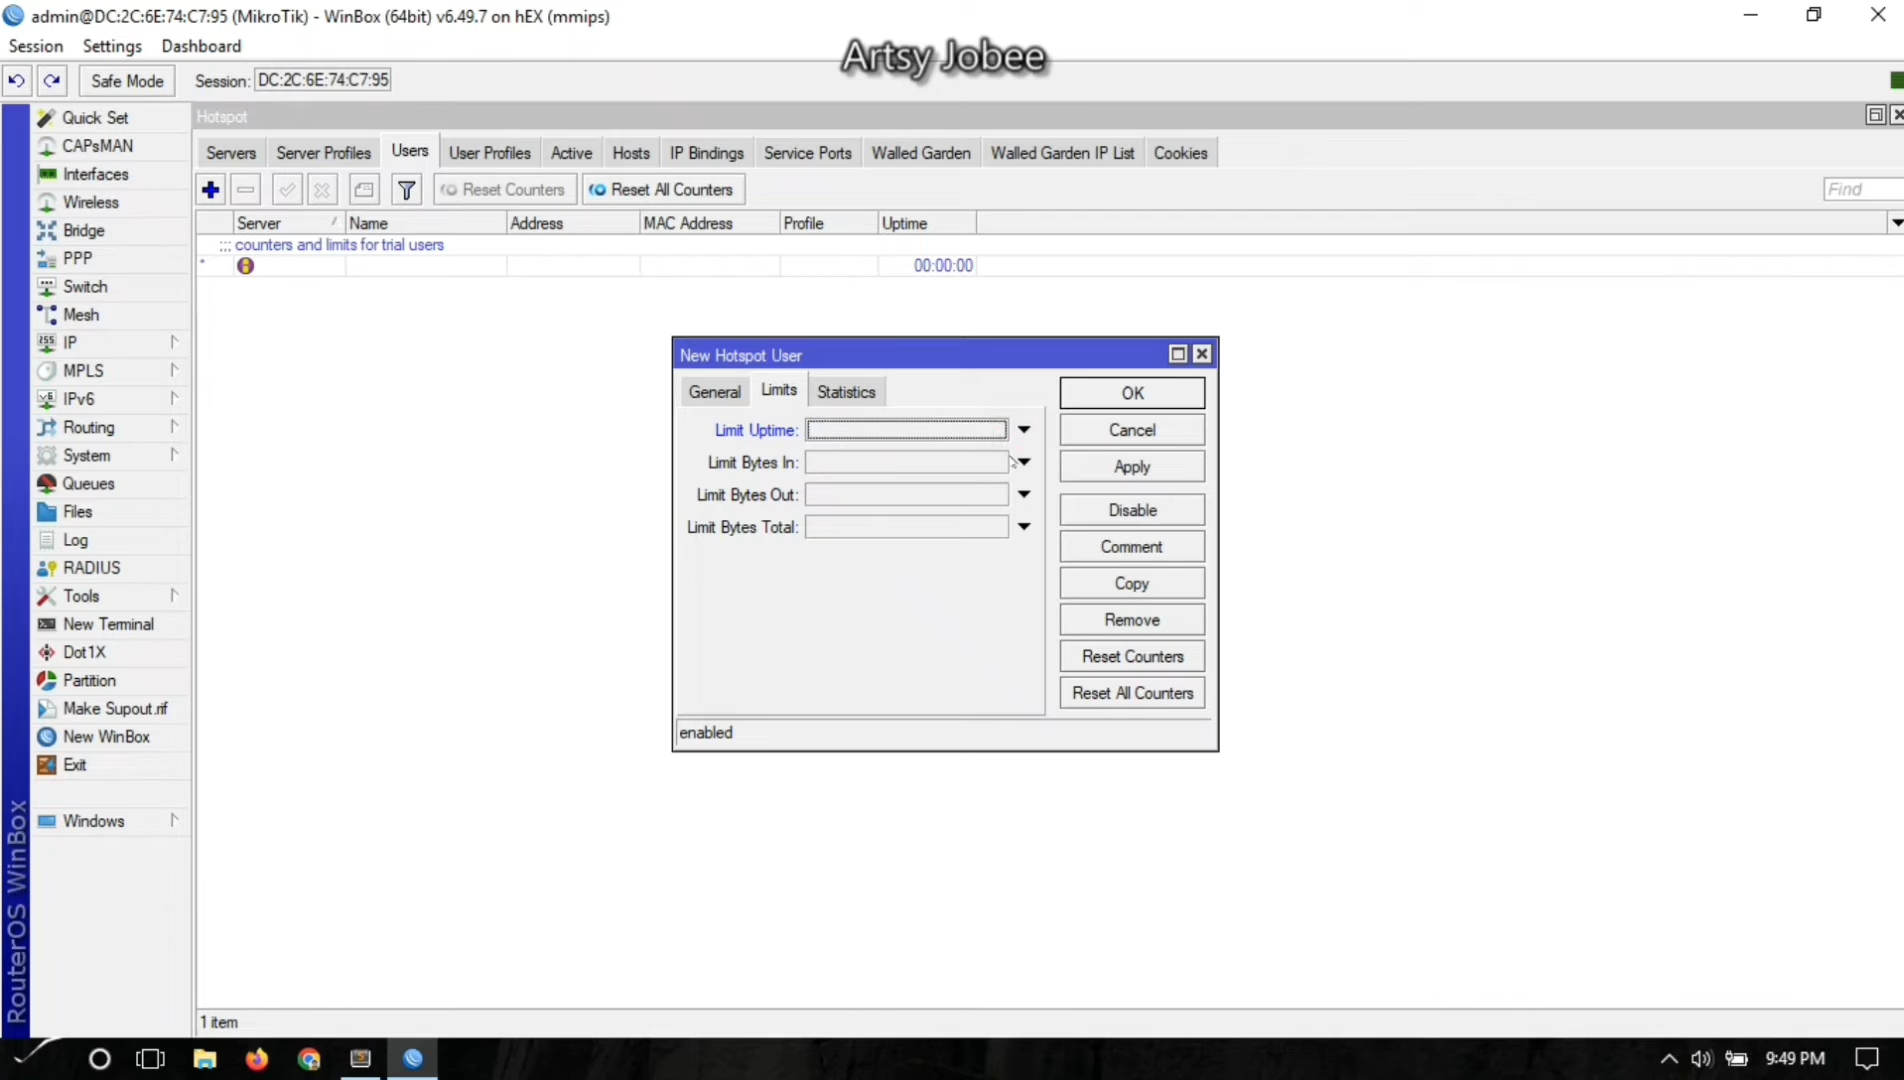 admin@DC:2C:6E:74:C7:95 (MikroTik) - WinBox (64bit) v6.49.7 on hEX (mmips)
Session Settings Dashboard
Artsy Jobee
Safe Mode Session: DC:2C:6E:74:C7:95
Hotspot
Servers Server Profiles Users User Profiles Active Hosts IP Bindings Service Ports Walled Garden Walled Garden IP List Cookies
Reset Counters Reset All Counters Find
Server Name Address MAC Address Profile Uptime
::: counters and limits for trial users
* 00:00:00
Quick Set
CAPsMAN
Interfaces
Wireless
Bridge
PPP
Switch
Mesh
IP
MPLS
IPv6
Routing
System
Queues
Files
Log
RADIUS
Tools
New Terminal
Dot1X
Partition
Make Supout.rif
New WinBox
Exit
Windows
RouterOS WinBox
New Hotspot User
General Limits Statistics
Limit Uptime:
Limit Bytes In:
Limit Bytes Out:
Limit Bytes Total:
OK
Cancel
Apply
Disable
Comment
Copy
Remove
Reset Counters
Reset All Counters
enabled
1 item
9:49 PM